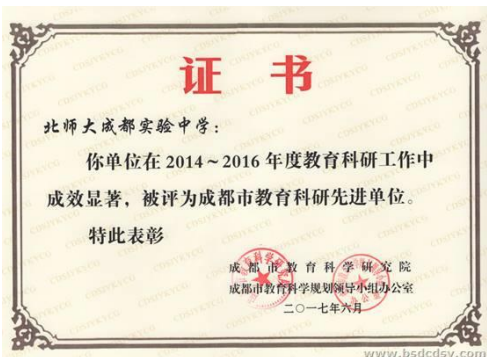 证书
北师大成都实验中学：
你单位在2014～2016年度教育科研工作中
成效显著，被评为成都市教育科研先进单位。
特此表彰
成都市教育科学研究院
成都市教育科学规划领导小组办公室
二〇一七年六月
www.bsdcdsy.com